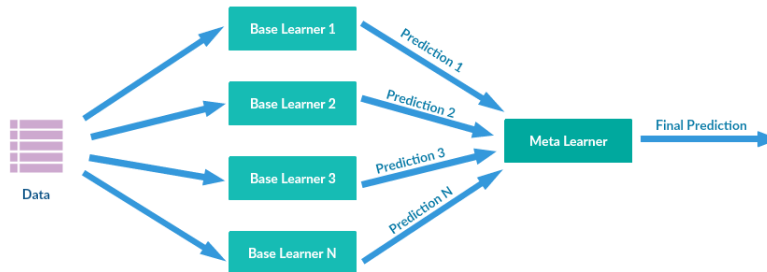 Data
Base Learner 1
Base Learner 2
Base Learner 3
Base Learner N
Prediction 1
Prediction 2
Prediction 3
Prediction N
Meta Learner
Final Prediction